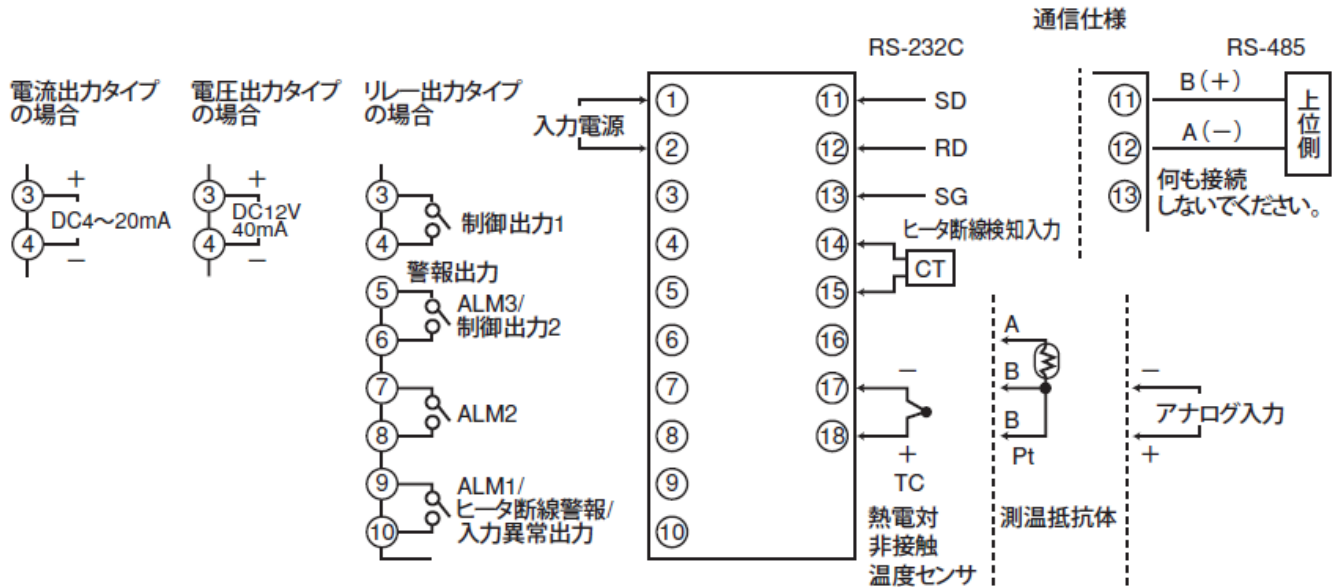 通信仕様
RS-232C
RS-485
電流出力タイプ
の場合
電圧出力タイプ
の場合
リレー出力タイプ
の場合
③
+
DC4～20mA
④
−
③
+
DC12V
40mA
④
−
③
④
制御出力1
警報出力
⑤
⑥
ALM3/
制御出力2
⑦
⑧
ALM2
⑨
⑩
ALM1/
ヒータ断線警報/
入力異常出力
入力電源
①
②
③
④
⑤
⑥
⑦
⑧
⑨
⑩
⑪
SD
⑫
RD
⑬
SG
ヒータ断線検知入力
⑭
CT
⑮
⑯
⑰
−
⑱
+
TC
熱電対
非接触
温度センサ
A
B
B
Pt
測温抵抗体
−
アナログ入力
+
⑪
B(+)
⑫
A(−)
上位側
⑬
何も接続
しないでください。